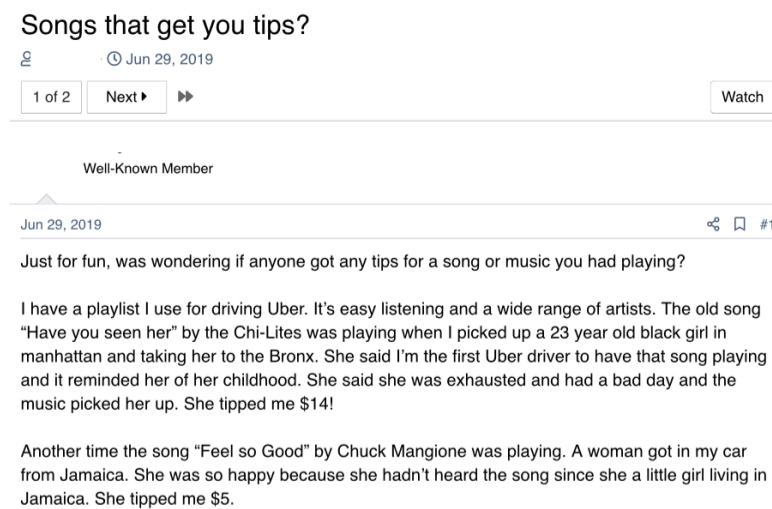 Songs that get you tips?
Jun 29, 2019
1 of 2 Next Watch
Well-Known Member
Jun 29, 2019 #1
Just for fun, was wondering if anyone got any tips for a song or music you had playing?
I have a playlist I use for driving Uber. It’s easy listening and a wide range of artists. The old song
“Have you seen her” by the Chi-Lites was playing when I picked up a 23 year old black girl in
manhattan and taking her to the Bronx. She said I’m the first Uber driver to have that song playing
and it reminded her of her childhood. She said she was exhausted and had a bad day and the
music picked her up. She tipped me $14!
Another time the song “Feel so Good” by Chuck Mangione was playing. A woman got in my car
from Jamaica. She was so happy because she hadn’t heard the song since she a little girl living in
Jamaica. She tipped me $5.